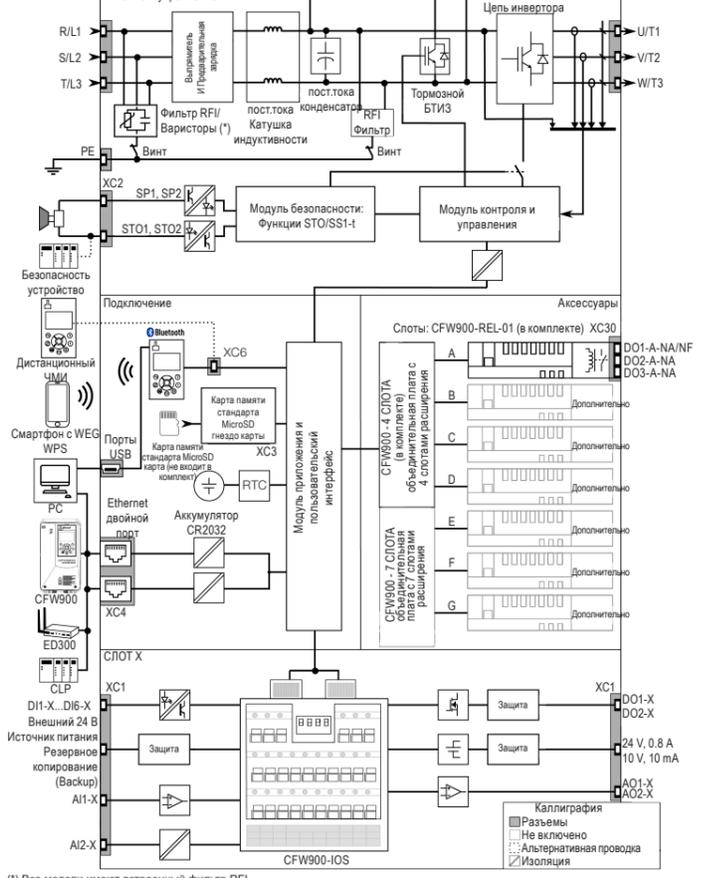 Цепь инвертора
R/L1
S/L2
T/L3
U/T1
V/T2
W/T3
Выпрямитель
И Предварительная
зарядка
пост.тока
конденсатор
Тормозной
БТИЗ
Фильтр RFI/
Варисторы (*)
пост.тока
Катушка
индуктивности
RFI
Фильтр
PE
Винт
Винт
XC2
SP1, SP2
STO1, STO2
Модуль безопасности:
Функции STO/SS1-t
Модуль контроля и
управления
Безопасность
устройство
Подключение
Аксессуары
Bluetooth
XC6
Дистанционный
ЧМИ
Слоты: CFW900-REL-01 (в комплекте) XC30
A
DO1-A-NA/NF
DO2-A-NA
DO3-A-NA
B
Дополнительно
C
Дополнительно
D
Дополнительно
E
Дополнительно
F
Дополнительно
G
Дополнительно
CFW900 - 4 СЛОТА
(в комплекте)
объединительная плата с
4 слотами расширения
CFW900 - 7 СЛОТА
объединительная
плата с 7 слотами
расширения
Модуль приложения и
пользовательский
интерфейс
Карта памяти
стандарта
MicroSD
гнездо карты
XC3
Карта памяти
стандарта MicroSD
карта (не входит в
комплект)
Смартфон с WEG
WPS
Порты
USB
PC
RTC
Аккумулятор
CR2032
Ethernet
двойной
порт
CFW900
XC4
ED300
CLP
СЛОТ X
XC1
XC1
DI1-X...DI6-X
Внешний 24 В
Источник питания
Резервное
копирование
(Backup)
AI1-X
AI2-X
Защита
Защита
Защита
DO1-X
DO2-X
24 V, 0.8 A
10 V, 10 mA
AO1-X
AO2-X
CFW900-IOS
Каллиграфия
Разъемы
Не включено
Альтернативная проводка
Изоляция